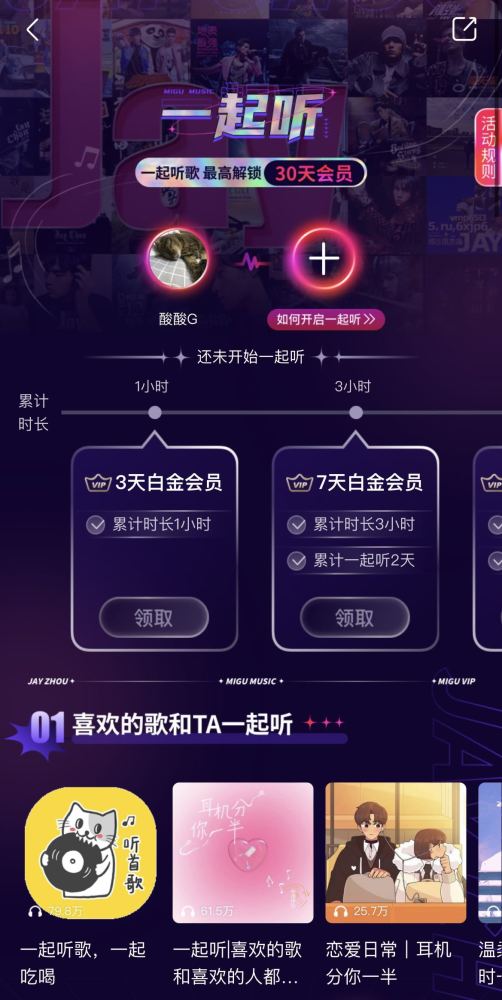 MIGU MUSIC
一起听
活动规则
一起听歌 最高解锁 30天会员
酸酸G
如何开启一起听>>
还未开始一起听
1小时
3小时
累计
时长
VIP 3天白金会员
VIP 7天白金会员
累计时长1小时
累计时长3小时
累计一起听2天
领取
领取
JAY ZHOU
MIGU MUSIC
MIGU VIP
01 喜欢的歌和TA一起听
听首歌
耳机分
你一半
79.8万
61.5万
25.7万
一起听歌，一起
吃喝
一起听|喜欢的歌
和喜欢的人都...
恋爱日常｜耳机
分你一半